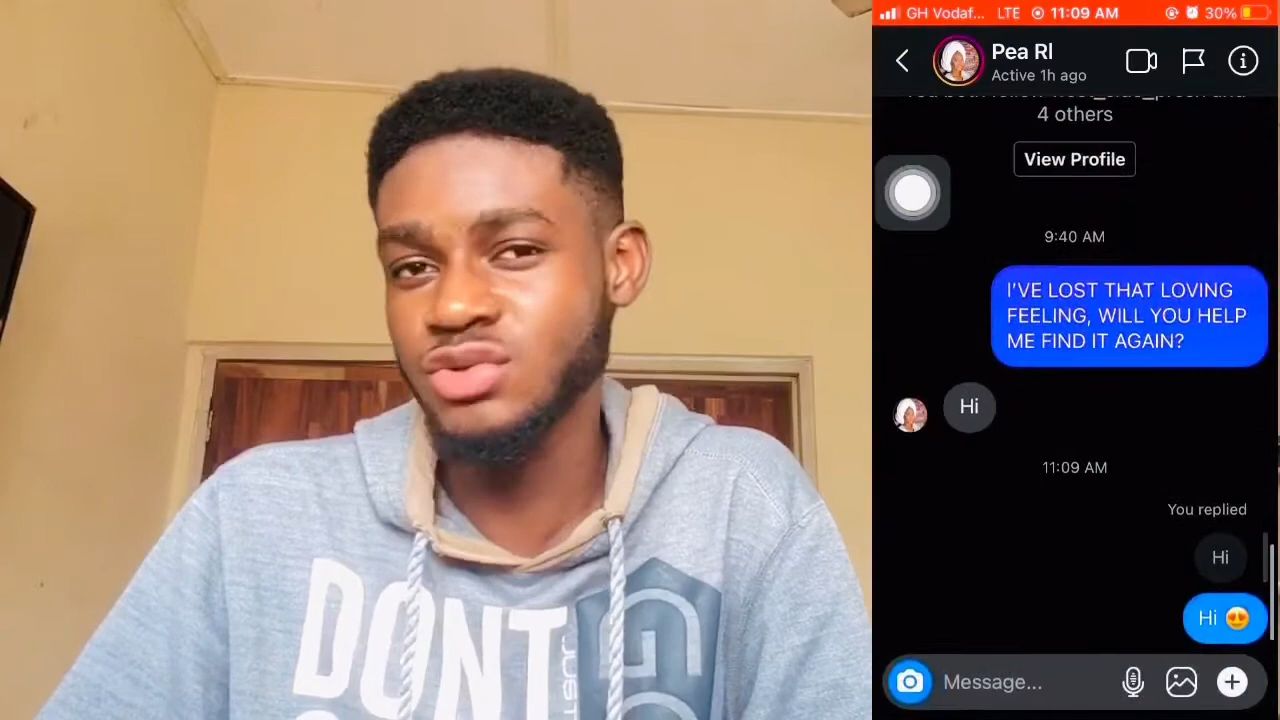 GH Vodaf... LTE 11:09 AM 30%
Pea Rl
Active 1h ago
4 others
View Profile
9:40 AM
I'VE LOST THAT LOVING
FEELING, WILL YOU HELP
ME FIND IT AGAIN?
Hi
11:09 AM
You replied
Hi
Hi 😍
Message...
DONT
JUST